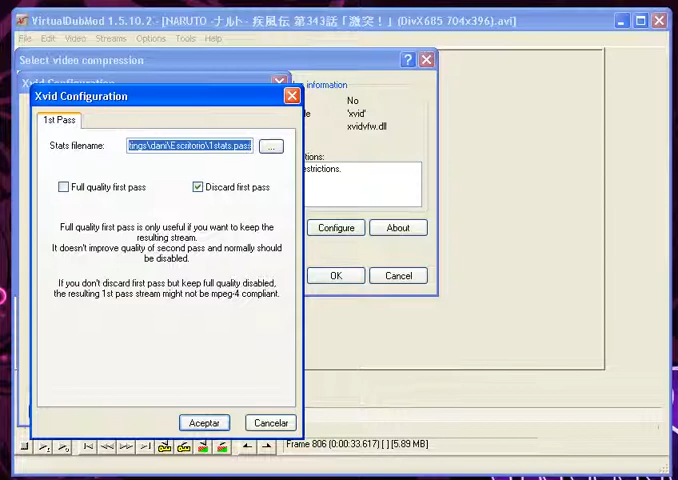 VirtualDubMod 1.5.10.2 - [NARUTO -ナルト- 疾風伝 第343話「激突！」(DivX685 704x396).avi]
File Edit Video Streams Options Tools Help
Select video compression
Xvid Configuration
1st Pass
Stats filename: tings\dani\Escritorio\1stats.pass ...
Full quality first pass
Discard first pass
Full quality first pass is only useful if you want to keep the
resulting stream.
It doesn't improve quality of second pass and normally should
be disabled.
If you don't discard first pass but keep full quality disabled,
the resulting 1st pass stream might not be mpeg-4 compliant.
Aceptar Cancelar
information
No
'xvid'
xvidvfw.dll
tions:
estrictions.
Configure About
OK Cancel
Frame 806 (0:00:33.617) [ ] [5.89 MB]